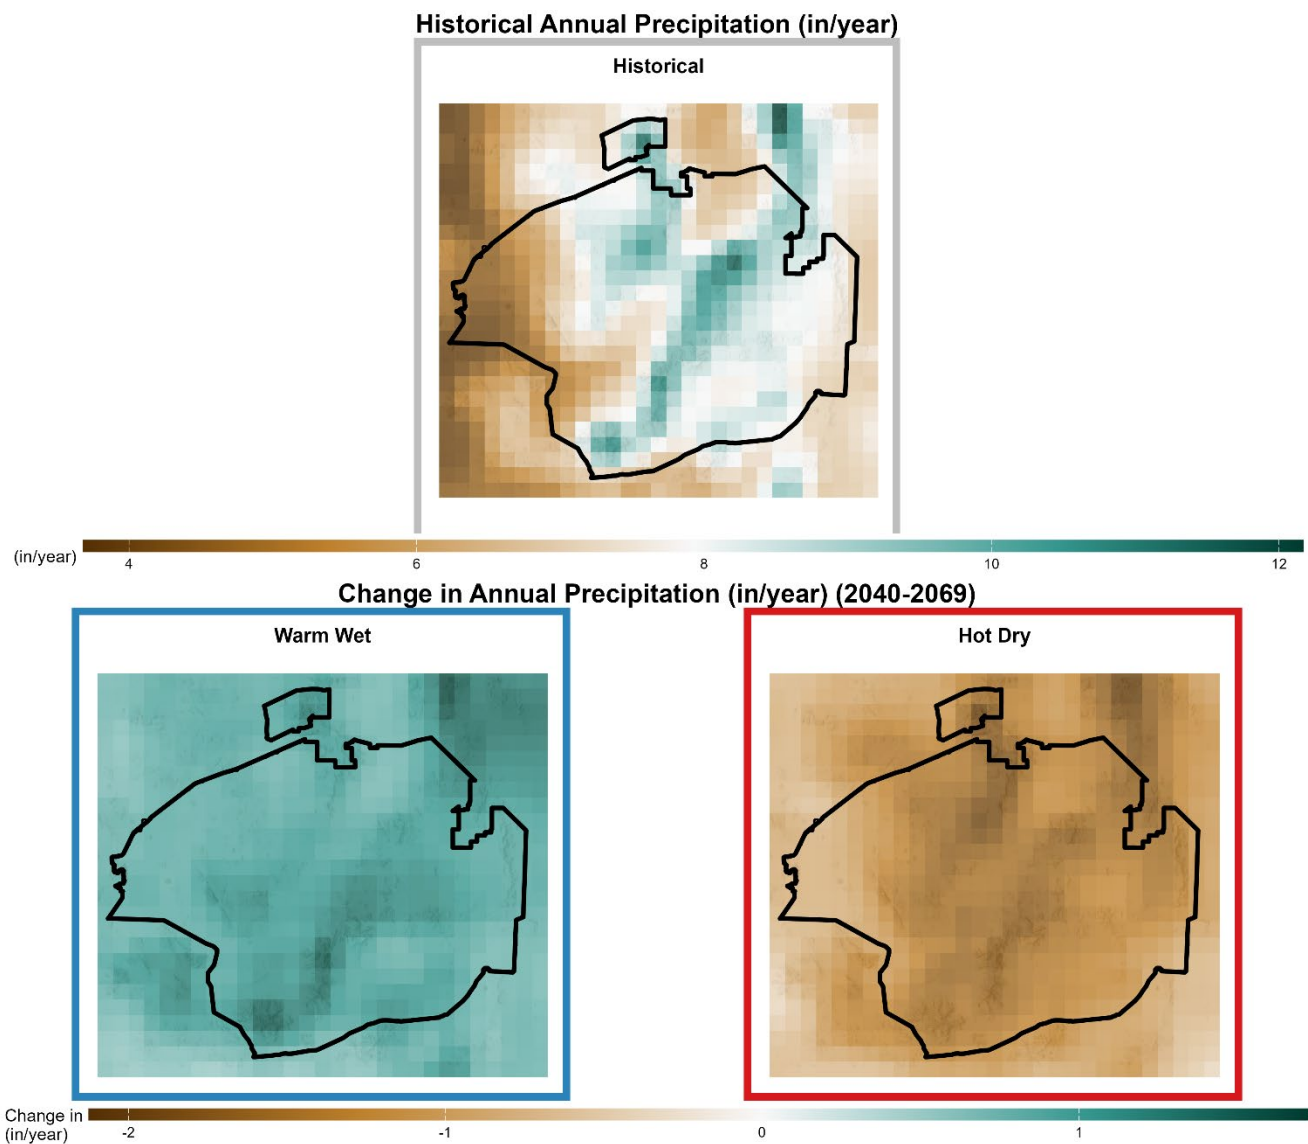 Historical Annual Precipitation (in/year)
Historical
(in/year)
4 6 8 10 12
Change in Annual Precipitation (in/year) (2040-2069)
Warm Wet Hot Dry
Change in
(in/year)
-2 -1 0 1